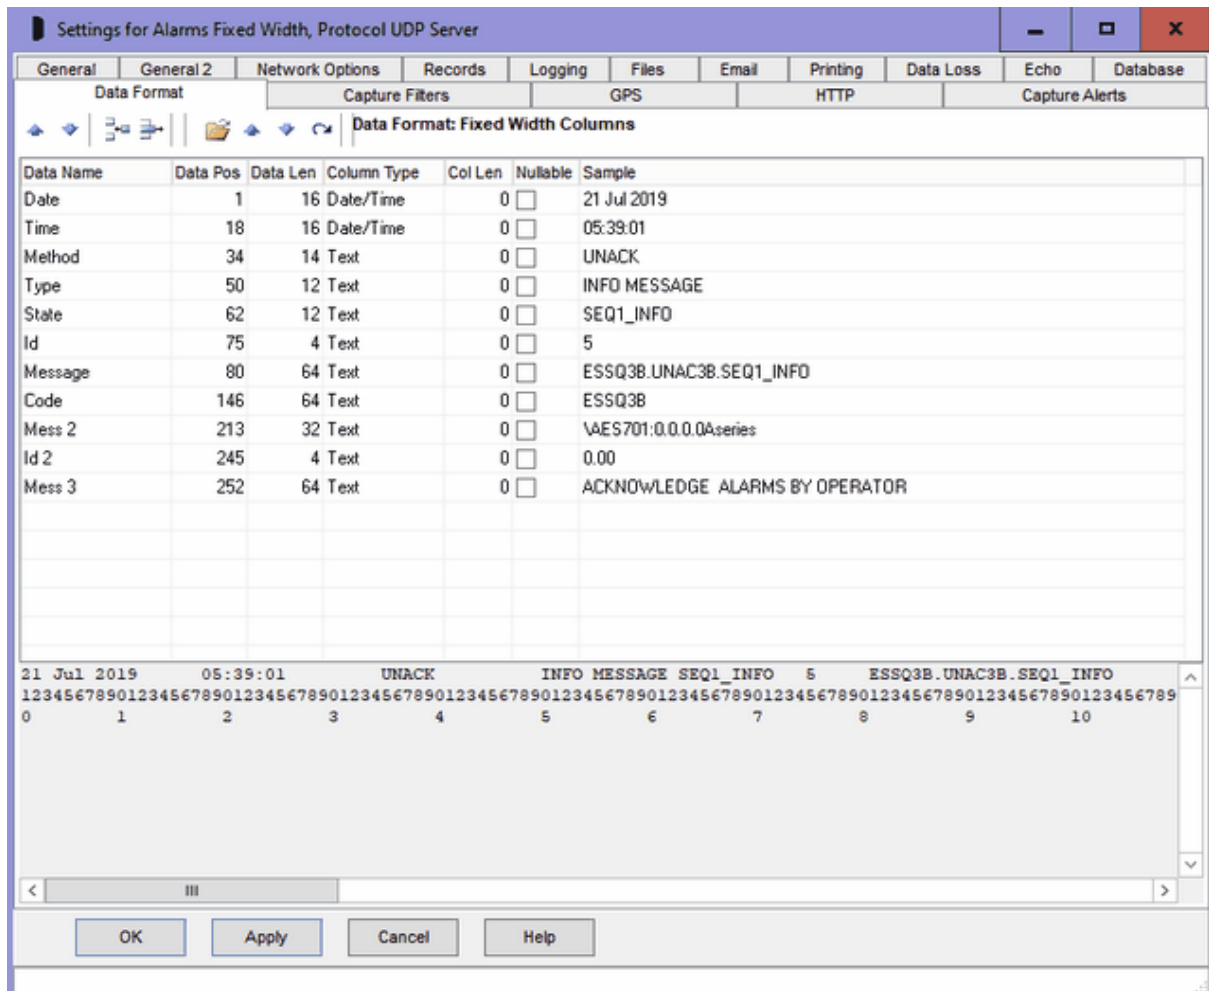 Settings for Alarms Fixed Width, Protocol UDP Server
General General 2 Network Options Records Logging Files Email Printing Data Loss Echo Database
Data Format Capture Filters GPS HTTP Capture Alerts
Data Format: Fixed Width Columns
Data Name Data Pos Data Len Column Type Col Len Nullable Sample
Date 1 16 Date/Time 0 21 Jul 2019
Time 18 16 Date/Time 0 05:39:01
Method 34 14 Text 0 UNACK
Type 50 12 Text 0 INFO MESSAGE
State 62 12 Text 0 SEQ1_INFO
Id 75 4 Text 0 5
Message 80 64 Text 0 ESSQ3B.UNAC3B.SEQ1_INFO
Code 146 64 Text 0 ESSQ3B
Mess 2 213 32 Text 0 \AES701:0.0.0.0Aseries
Id 2 245 4 Text 0 0.00
Mess 3 252 64 Text 0 ACKNOWLEDGE ALARMS BY OPERATOR
21 Jul 2019 05:39:01 UNACK INFO MESSAGE SEQ1_INFO 5 ESSQ3B.UNAC3B.SEQ1_INFO
1234567890123456789012345678901234567890123456789012345678901234567890123456789012345678901234567890123456789
0 1 2 3 4 5 6 7 8 9 10
OK Apply Cancel Help